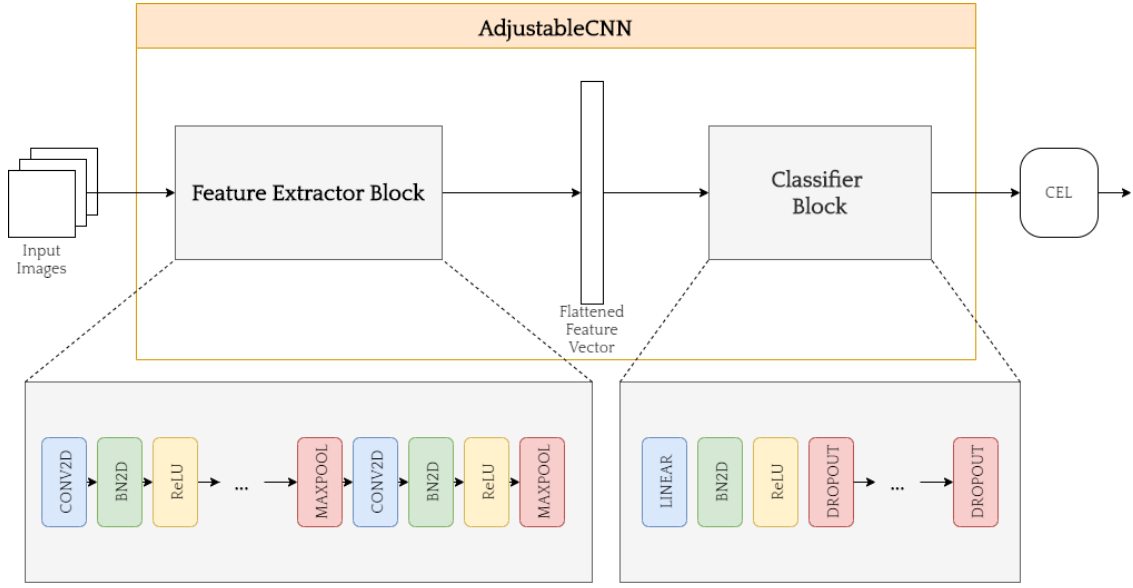 AdjustableCNN
Feature Extractor Block
Classifier
Block
CEL
Input
Images
Flattened
Feature
Vector
CONV2D
BN2D
ReLU
...
MAXPOOL
CONV2D
BN2D
ReLU
MAXPOOL
LINEAR
BN2D
ReLU
DROPOUT
...
DROPOUT